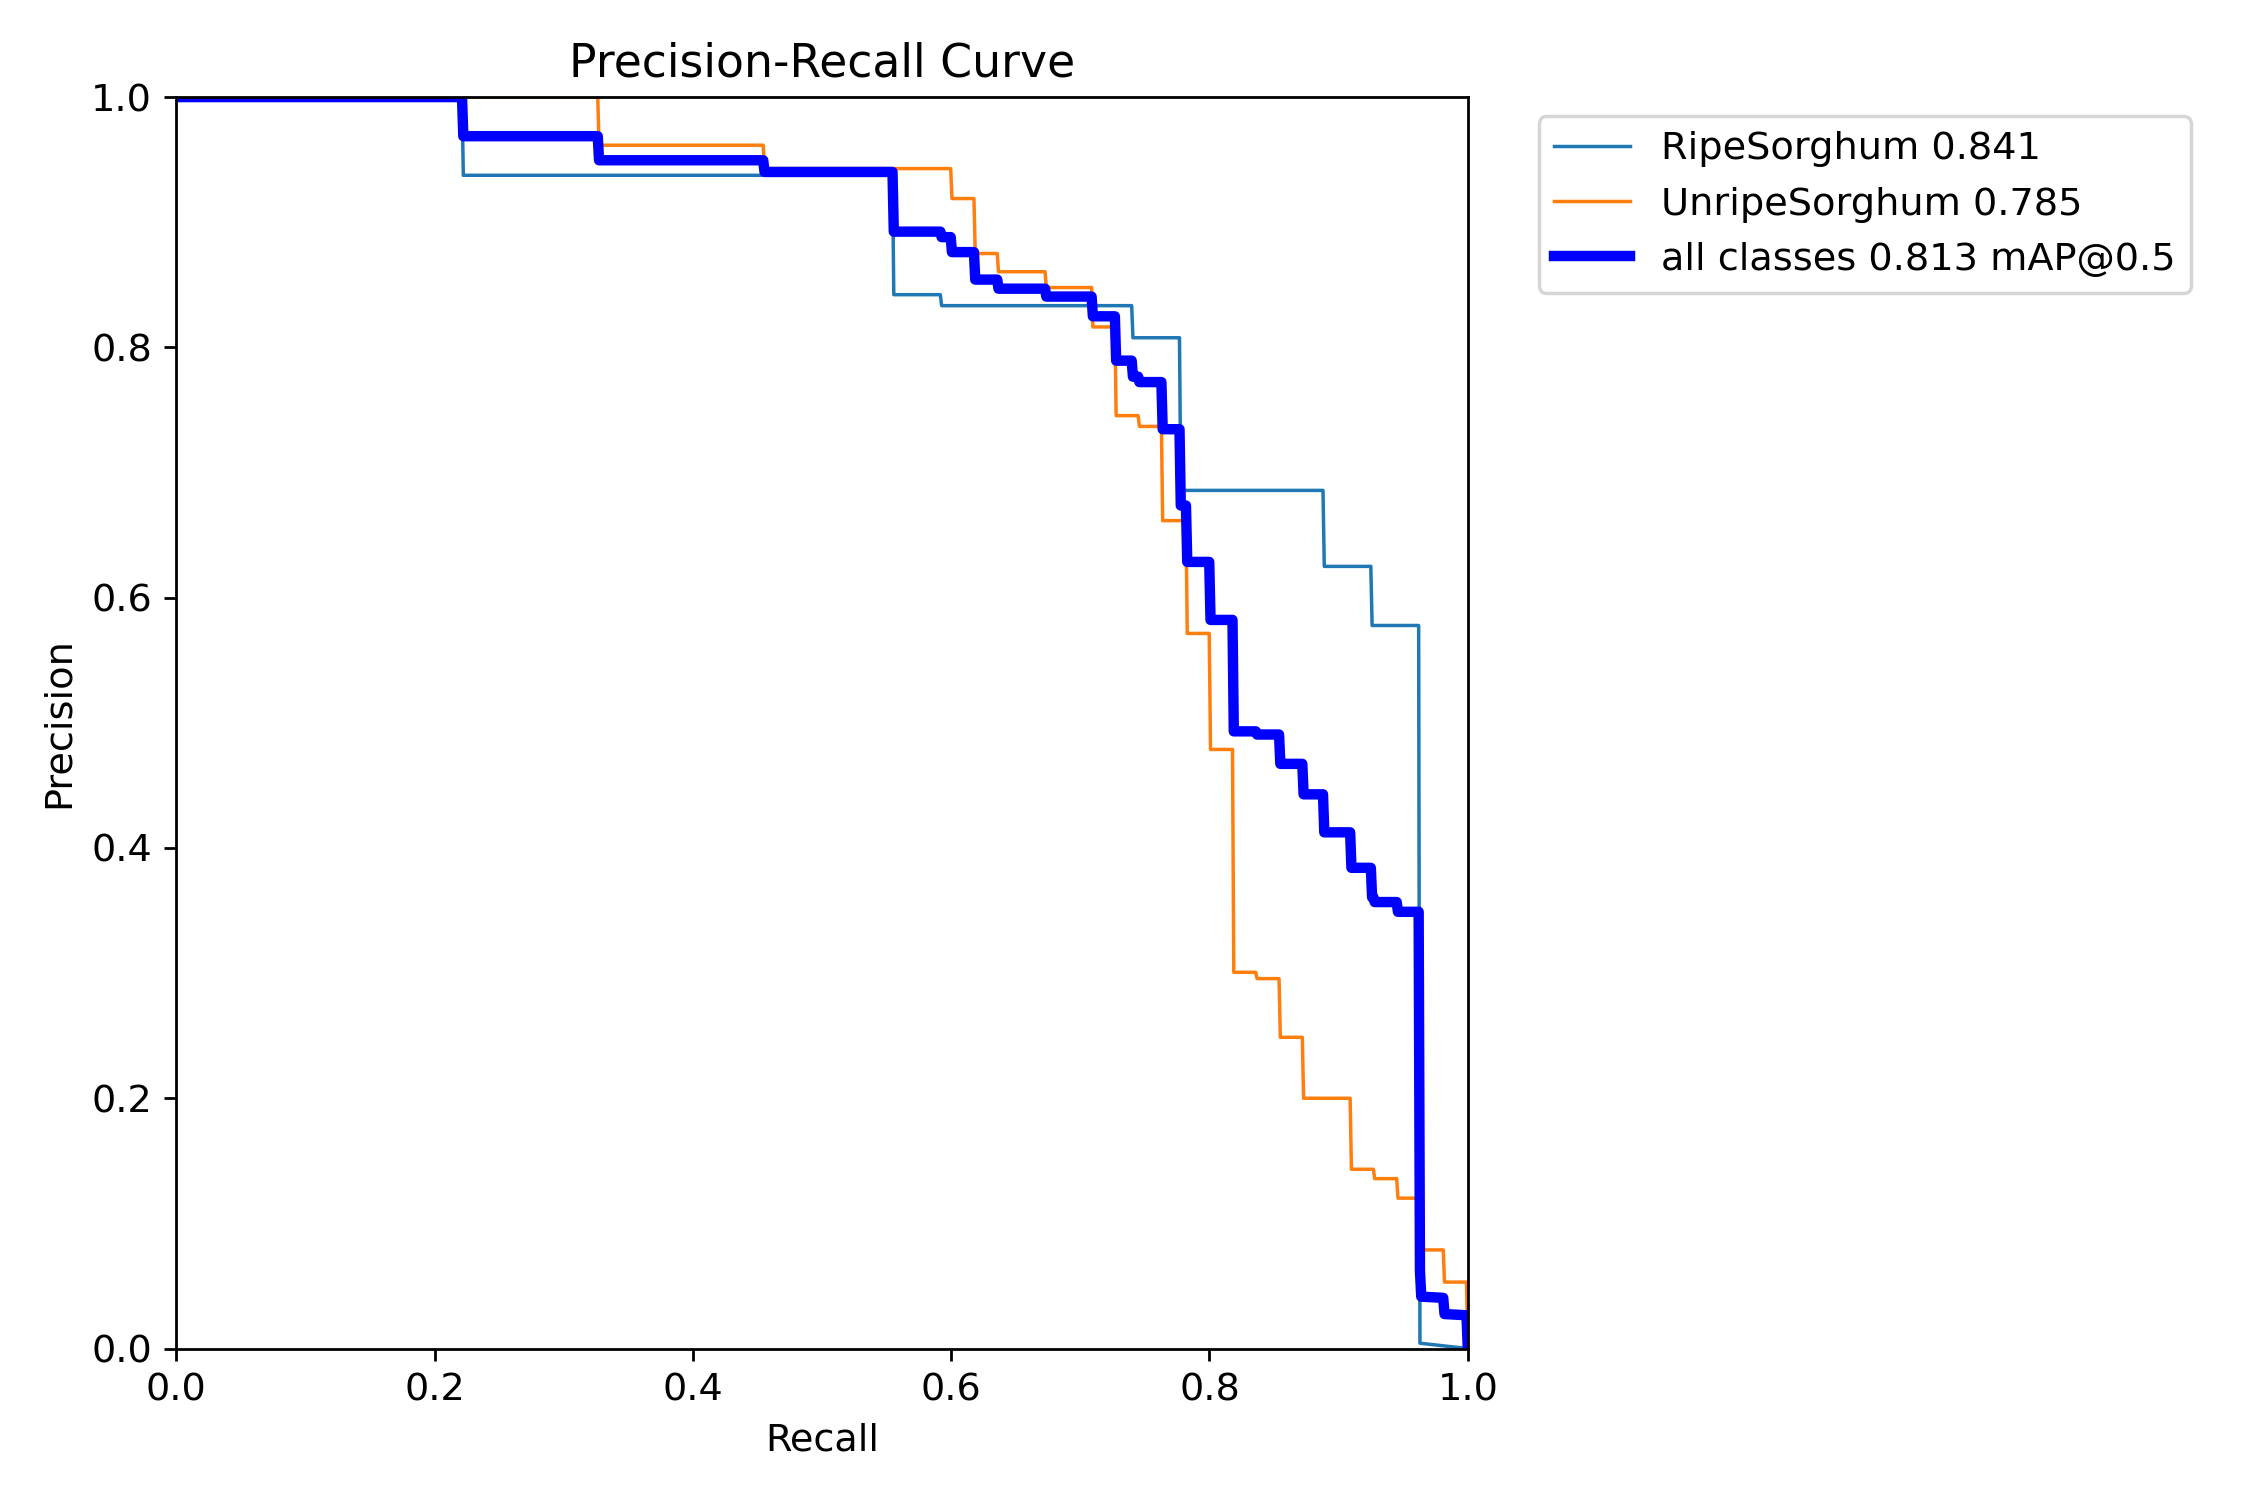 Precision-Recall Curve
RipeSorghum 0.841
UnripeSorghum 0.785
all classes 0.813 mAP@0.5
Precision
1.0
0.8
0.6
0.4
0.2
0.0
0.0 0.2 0.4 0.6 0.8 1.0
Recall